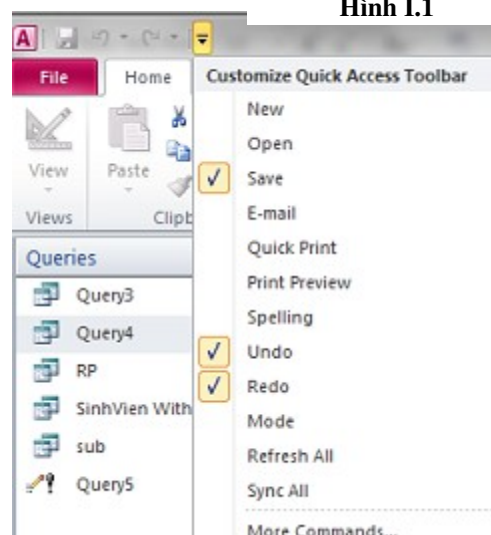 Hình I.1
A
File
Home
Customize Quick Access Toolbar
New
Open
Save
E-mail
Quick Print
Print Preview
Spelling
Undo
Redo
Mode
Refresh All
Sync All
More Commands...
View
Paste
Views
Clipb
Queries
Query3
Query4
RP
SinhVien With
sub
Query5